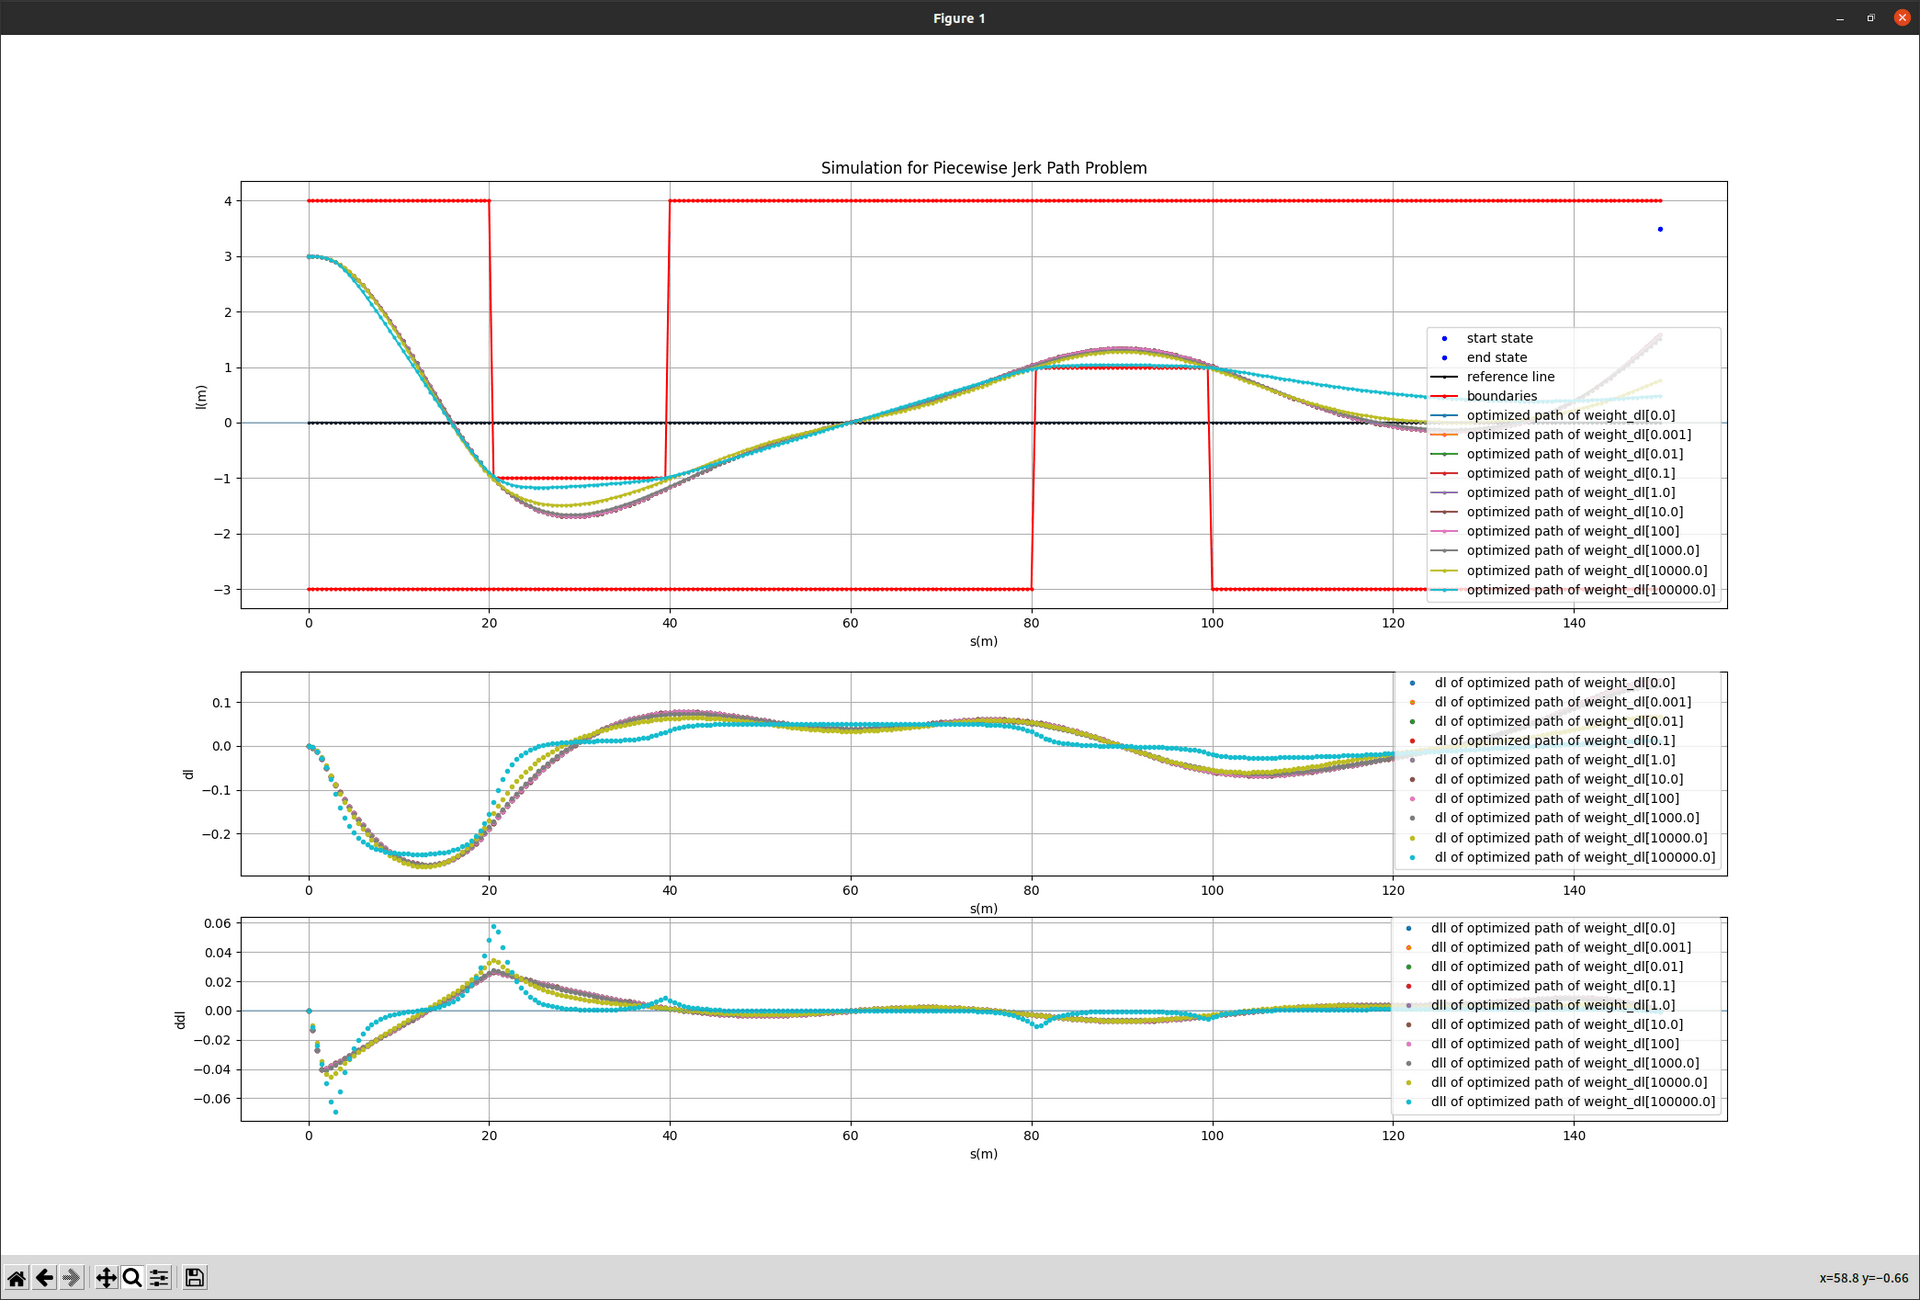 Figure 1
Simulation for Piecewise Jerk Path Problem
l(m)
4
3
2
1
0
−1
−2
−3
start state
end state
reference line
boundaries
optimized path of weight_dl[0.0]
optimized path of weight_dl[0.001]
optimized path of weight_dl[0.01]
optimized path of weight_dl[0.1]
optimized path of weight_dl[1.0]
optimized path of weight_dl[10.0]
optimized path of weight_dl[100]
optimized path of weight_dl[1000.0]
optimized path of weight_dl[10000.0]
optimized path of weight_dl[100000.0]
0 20 40 60 80 100 120 140
s(m)
dl
0.1
0.0
−0.1
−0.2
dl of optimized path of weight_dl[0.0]
dl of optimized path of weight_dl[0.001]
dl of optimized path of weight_dl[0.01]
dl of optimized path of weight_dl[0.1]
dl of optimized path of weight_dl[1.0]
dl of optimized path of weight_dl[10.0]
dl of optimized path of weight_dl[100]
dl of optimized path of weight_dl[1000.0]
dl of optimized path of weight_dl[10000.0]
dl of optimized path of weight_dl[100000.0]
0 20 40 60 80 100 120 140
s(m)
ddl
0.06
0.04
0.02
0.00
−0.02
−0.04
−0.06
dll of optimized path of weight_dl[0.0]
dll of optimized path of weight_dl[0.001]
dll of optimized path of weight_dl[0.01]
dll of optimized path of weight_dl[0.1]
dll of optimized path of weight_dl[1.0]
dll of optimized path of weight_dl[10.0]
dll of optimized path of weight_dl[100]
dll of optimized path of weight_dl[1000.0]
dll of optimized path of weight_dl[10000.0]
dll of optimized path of weight_dl[100000.0]
0 20 40 60 80 100 120 140
s(m)
x=58.8 y=−0.66